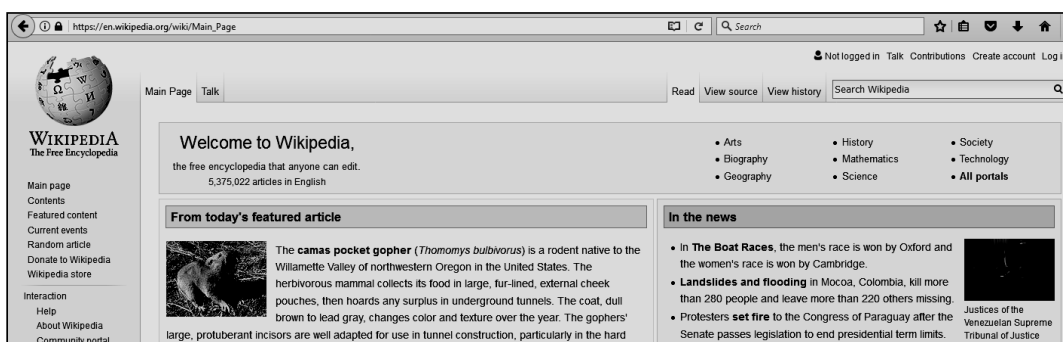 https://en.wikipedia.org/wiki/Main_Page
Search
Not logged in Talk Contributions Create account Log i
Main Page Talk
Read View source View history Search Wikipedia
WIKIPEDIA
The Free Encyclopedia
Main page
Contents
Featured content
Current events
Random article
Donate to Wikipedia
Wikipedia store
Interaction
Help
About Wikipedia
Community portal
Welcome to Wikipedia,
the free encyclopedia that anyone can edit.
5,375,022 articles in English
• Arts
• Biography
• Geography
• History
• Mathematics
• Science
• Society
• Technology
• All portals
From today's featured article
The camas pocket gopher (Thomomys bulbivorus) is a rodent native to the
Willamette Valley of northwestern Oregon in the United States. The
herbivorous mammal collects its food in large, fur-lined, external cheek
pouches, then hoards any surplus in underground tunnels. The coat, dull
brown to lead gray, changes color and texture over the year. The gophers'
large, protuberant incisors are well adapted for use in tunnel construction, particularly in the hard
In the news
• In The Boat Races, the men's race is won by Oxford and
the women's race is won by Cambridge.
• Landslides and flooding in Mocoa, Colombia, kill more
than 280 people and leave more than 220 others missing.
• Protesters set fire to the Congress of Paraguay after the
Senate passes legislation to end presidential term limits.
Justices of the
Venezuelan Supreme
Tribunal of Justice